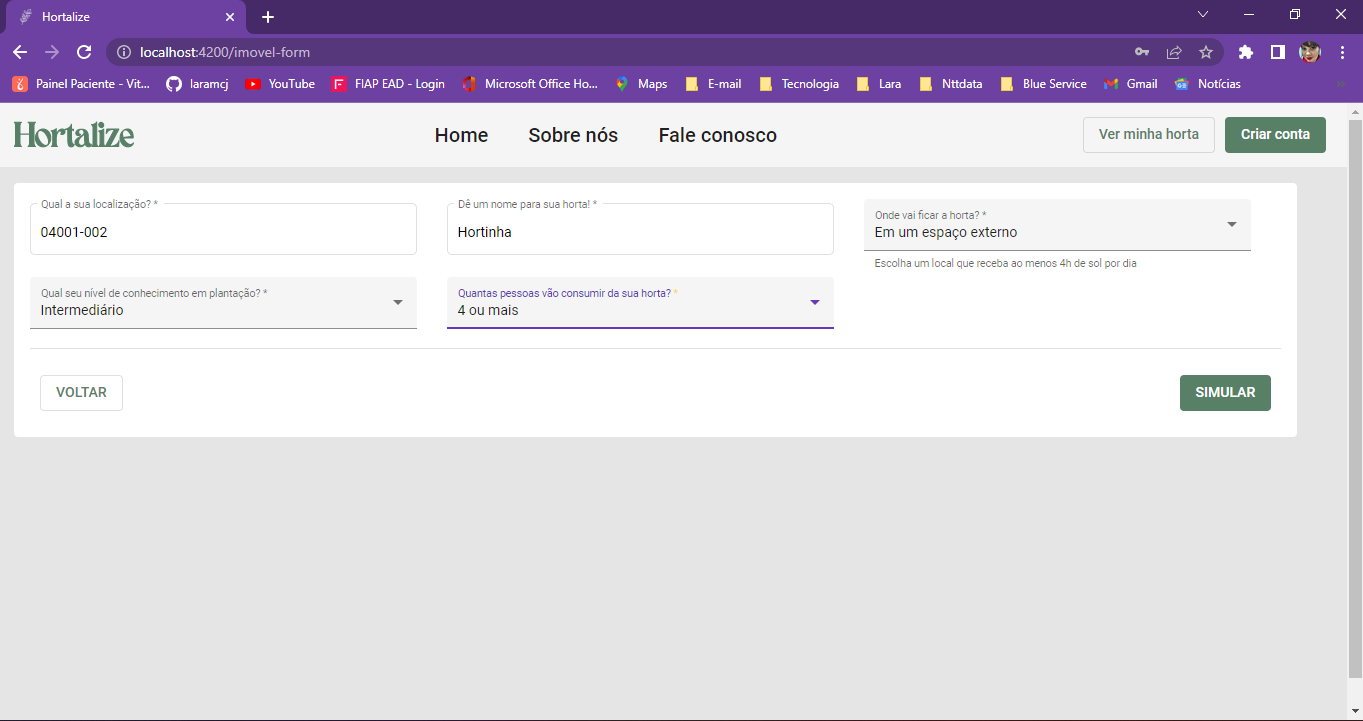 Hortalize
localhost:4200/imovel-form
Painel Paciente - Vit... laramcj YouTube FIAP EAD - Login Microsoft Office Ho... Maps E-mail Tecnologia Lara Nttdata Blue Service Gmail Notícias
Hortalize Home Sobre nós Fale conosco Ver minha horta Criar conta
Qual a sua localização? *
04001-002
Dê um nome para sua horta! *
Hortinha
Onde vai ficar a horta? *
Em um espaço externo
Escolha um local que receba ao menos 4h de sol por dia
Qual seu nível de conhecimento em plantação? *
Intermediário
Quantas pessoas vão consumir da sua horta? *
4 ou mais
VOLTAR SIMULAR